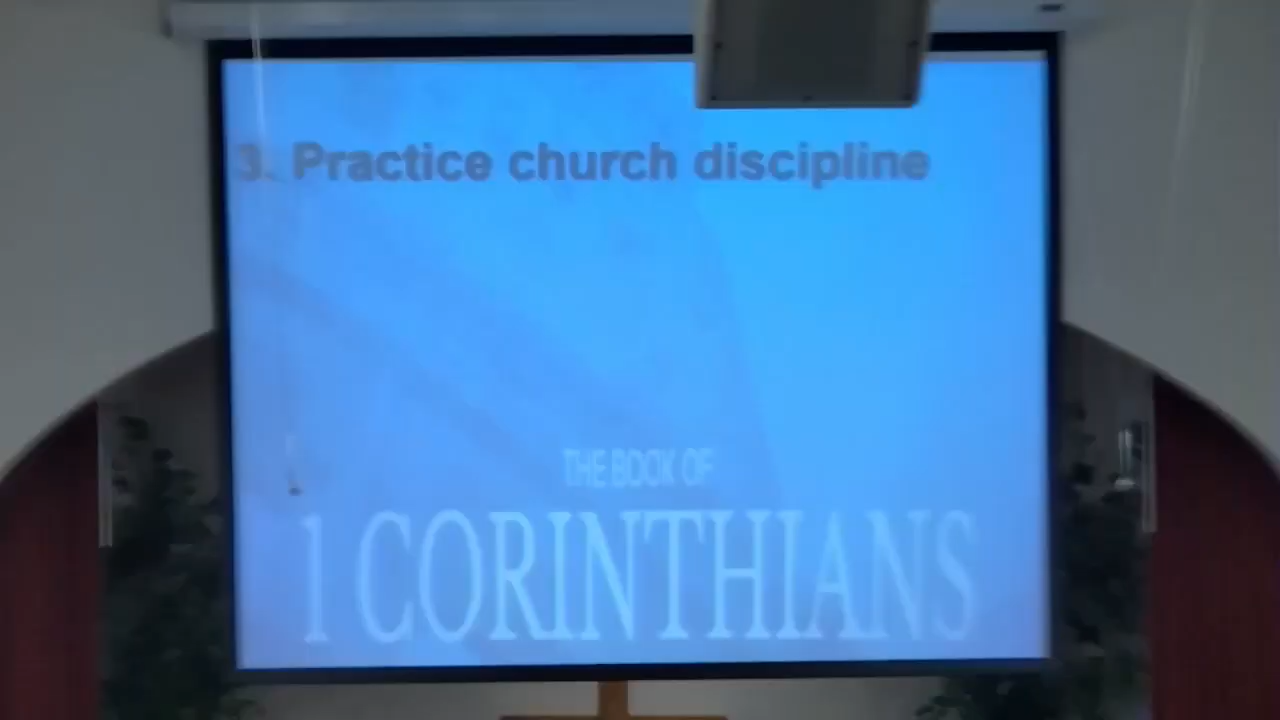 3. Practice church discipline
THE BOOK OF
1 CORINTHIANS